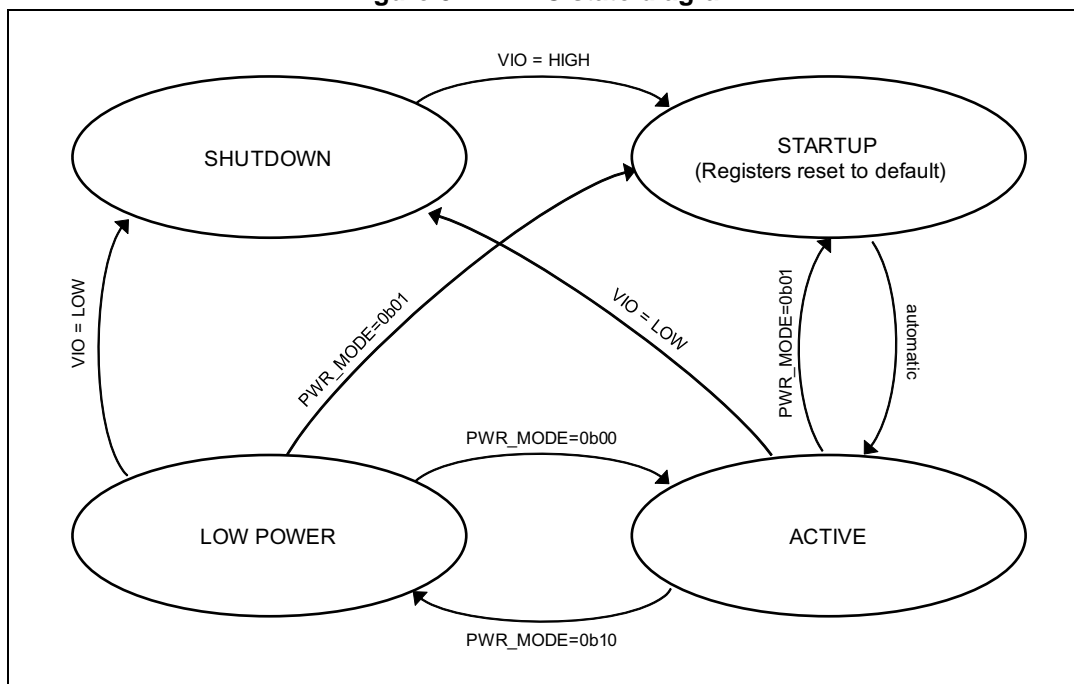 VIO = HIGH
SHUTDOWN
STARTUP
(Registers reset to default)
VIO = LOW
PWR_MODE=0b01
VIO = LOW
PWR_MODE=0b01
automatic
PWR_MODE=0b00
LOW POWER
ACTIVE
PWR_MODE=0b10